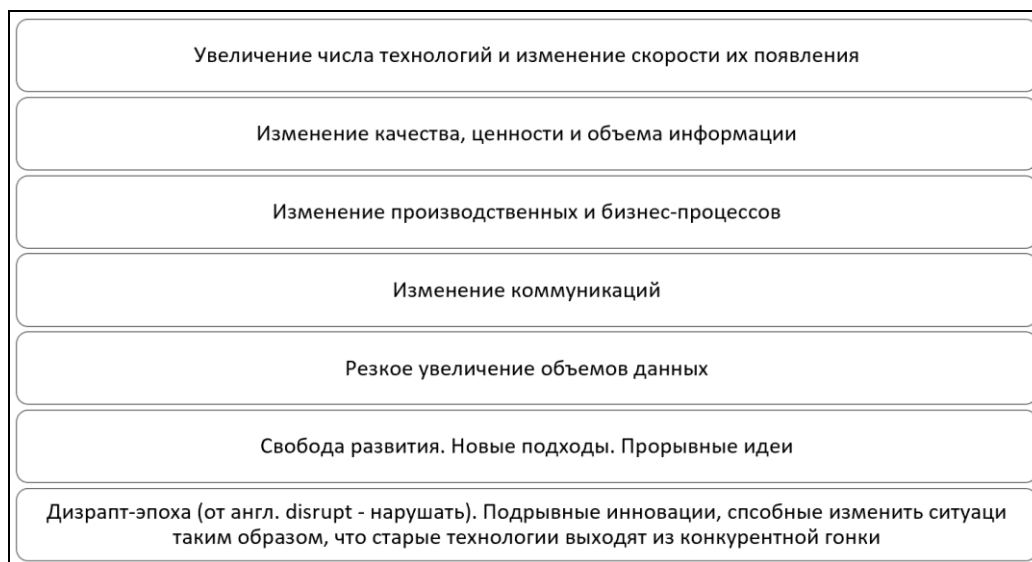 Увеличение числа технологий и изменение скорости их появления
Изменение качества, ценности и объема информации
Изменение производственных и бизнес-процессов
Изменение коммуникаций
Резкое увеличение объемов данных
Свобода развития. Новые подходы. Прорывные идеи
Дизрапт-эпоха (от англ. disrupt - нарушать). Подрывные инновации, спсобные изменить ситуаци
таким образом, что старые технологии выходят из конкурентной гонки